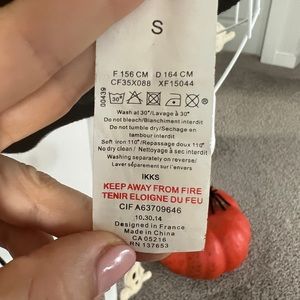 S
F 156 CM D 164 CM
CF35X088 XF15044
00439
30°
Wash at 30°/Lavage à 30°
Do not bleach/Blanchiment interdit
Do not tumble dry/Sechage en
tambour interdit
Soft iron 110°/Repassage doux 110°
No dry clean/Nettoyage à sec interdit
Washing separately on reverse/
Lavage séparément sur l'envers
IKKS
KEEP AWAY FROM FIRE
TENIR ELOIGNE DU FEU
CIF A63709646
10.30.14
Designed in France
Made in China
CA 05216
RN 137653